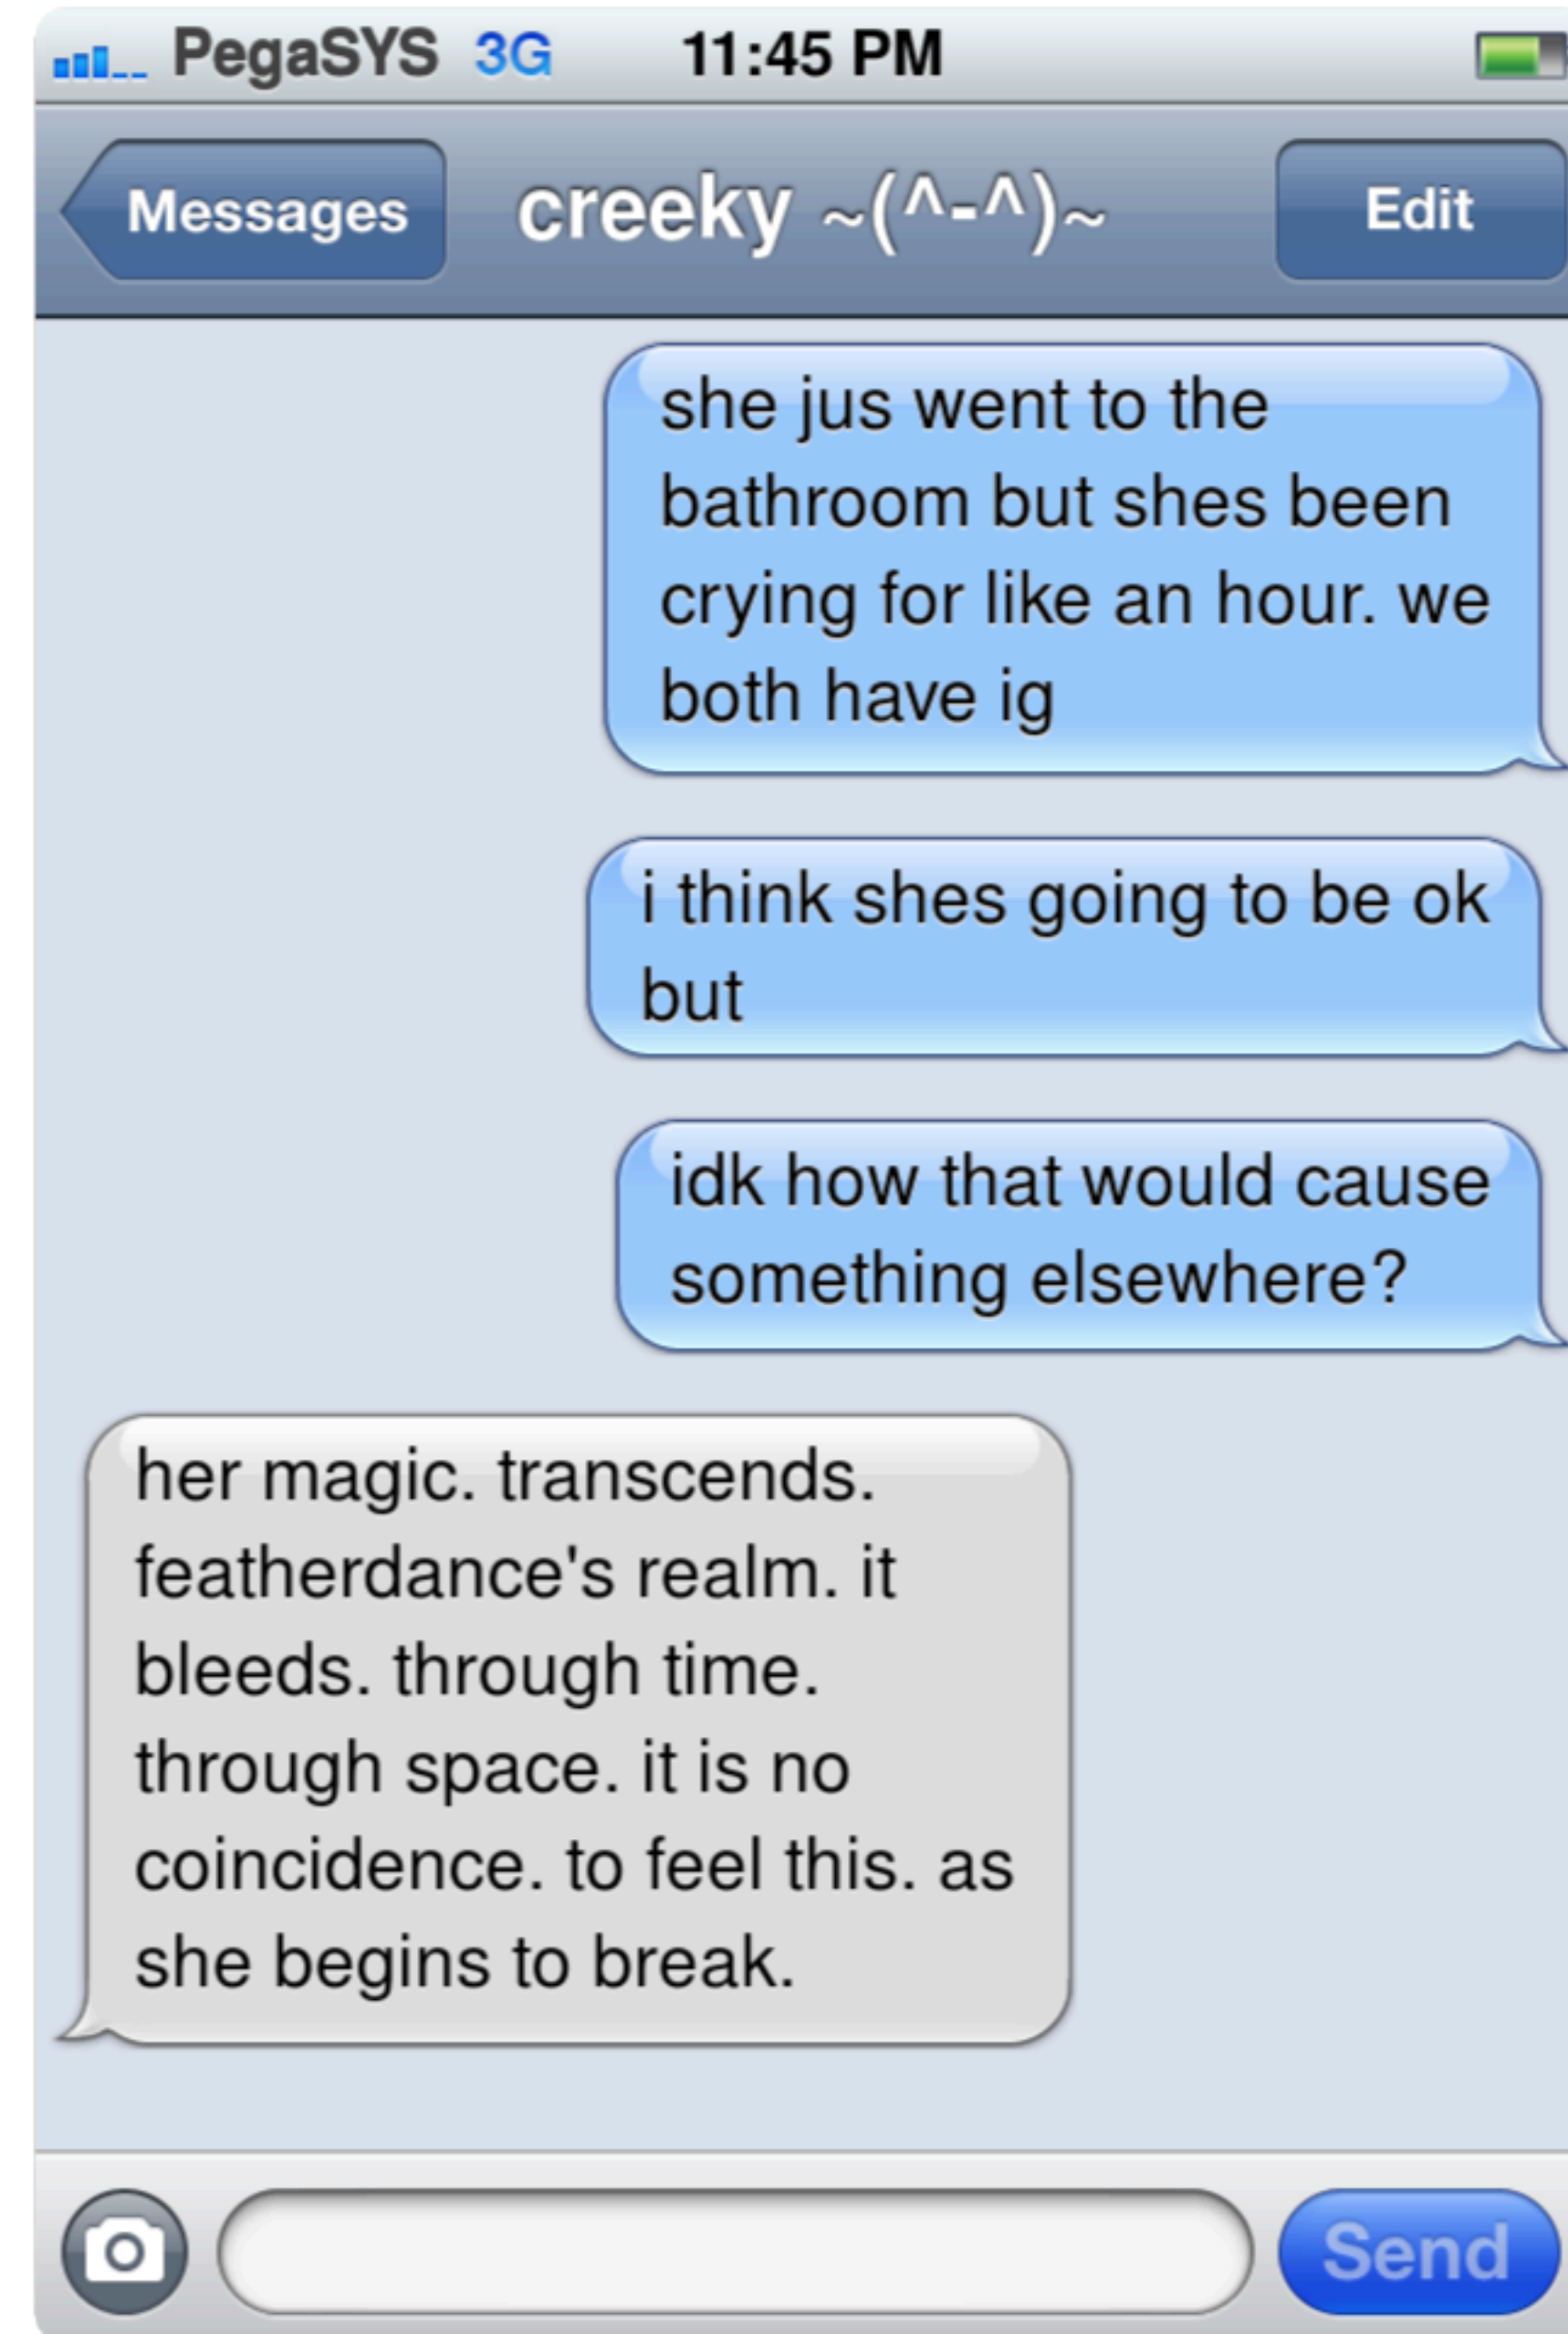 PegaSYS 3G 11:45 PM
Messages creeky ~(^-^)~ Edit
she jus went to the
bathroom but shes been
crying for like an hour. we
both have ig
i think shes going to be ok
but
idk how that would cause
something elsewhere?
her magic. transcends.
featherdance's realm. it
bleeds. through time.
through space. it is no
coincidence. to feel this. as
she begins to break.
Send